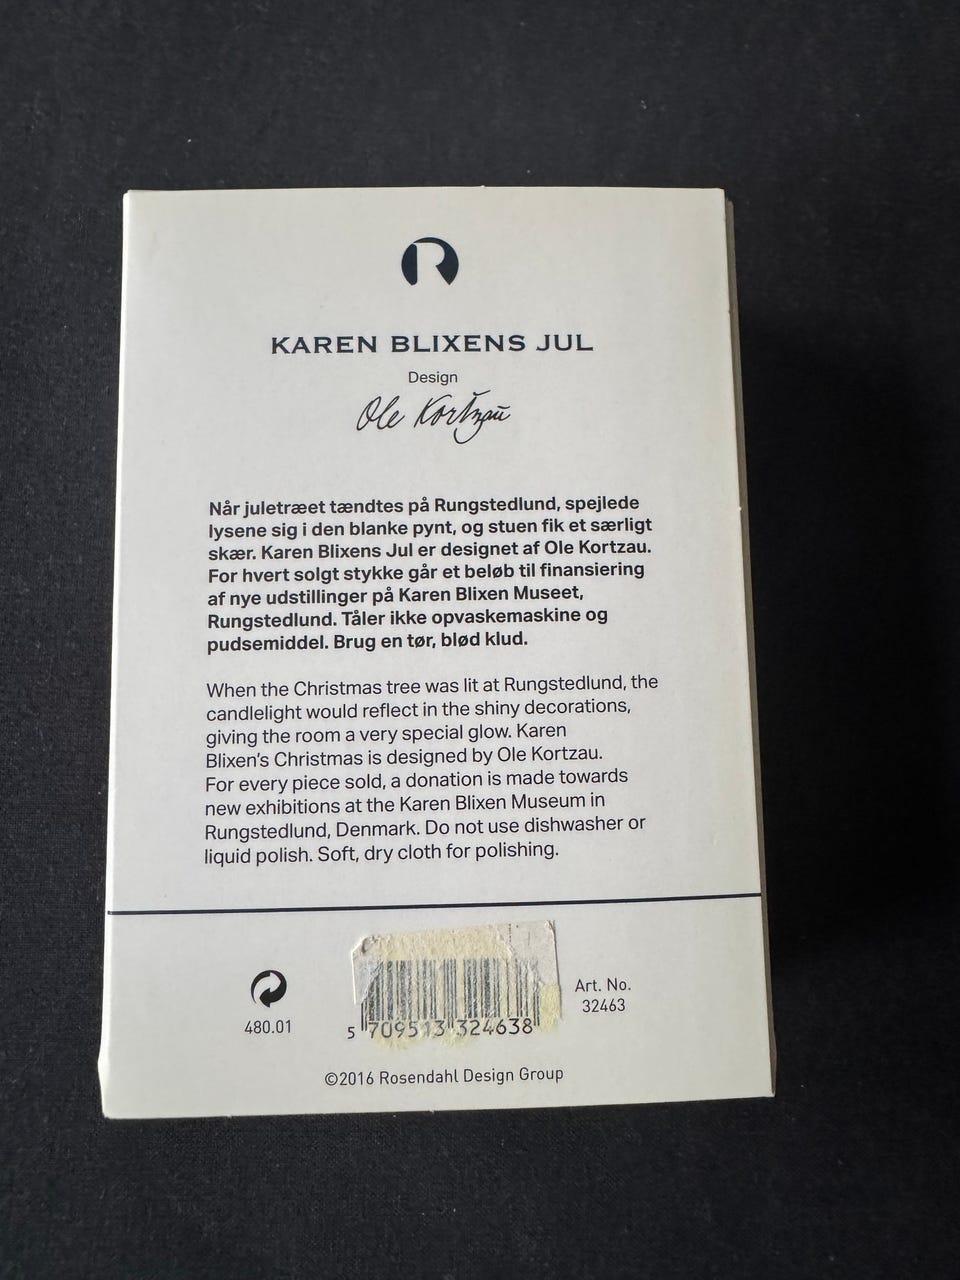 R
KAREN BLIXENS JUL
Design
Ole Kortzau
Når juletræet tændtes på Rungstedlund, spejlede
lysene sig i den blanke pynt, og stuen fik et særligt
skær. Karen Blixens Jul er designet af Ole Kortzau.
For hvert solgt stykke går et beløb til finansiering
af nye udstillinger på Karen Blixen Museet,
Rungstedlund. Tåler ikke opvaskemaskine og
pudsemiddel. Brug en tør, blød klud.
When the Christmas tree was lit at Rungstedlund, the
candlelight would reflect in the shiny decorations,
giving the room a very special glow. Karen
Blixen's Christmas is designed by Ole Kortzau.
For every piece sold, a donation is made towards
new exhibitions at the Karen Blixen Museum in
Rungstedlund, Denmark. Do not use dishwasher or
liquid polish. Soft, dry cloth for polishing.
480.01
5 709513 324638
Art. No.
32463
©2016 Rosendahl Design Group